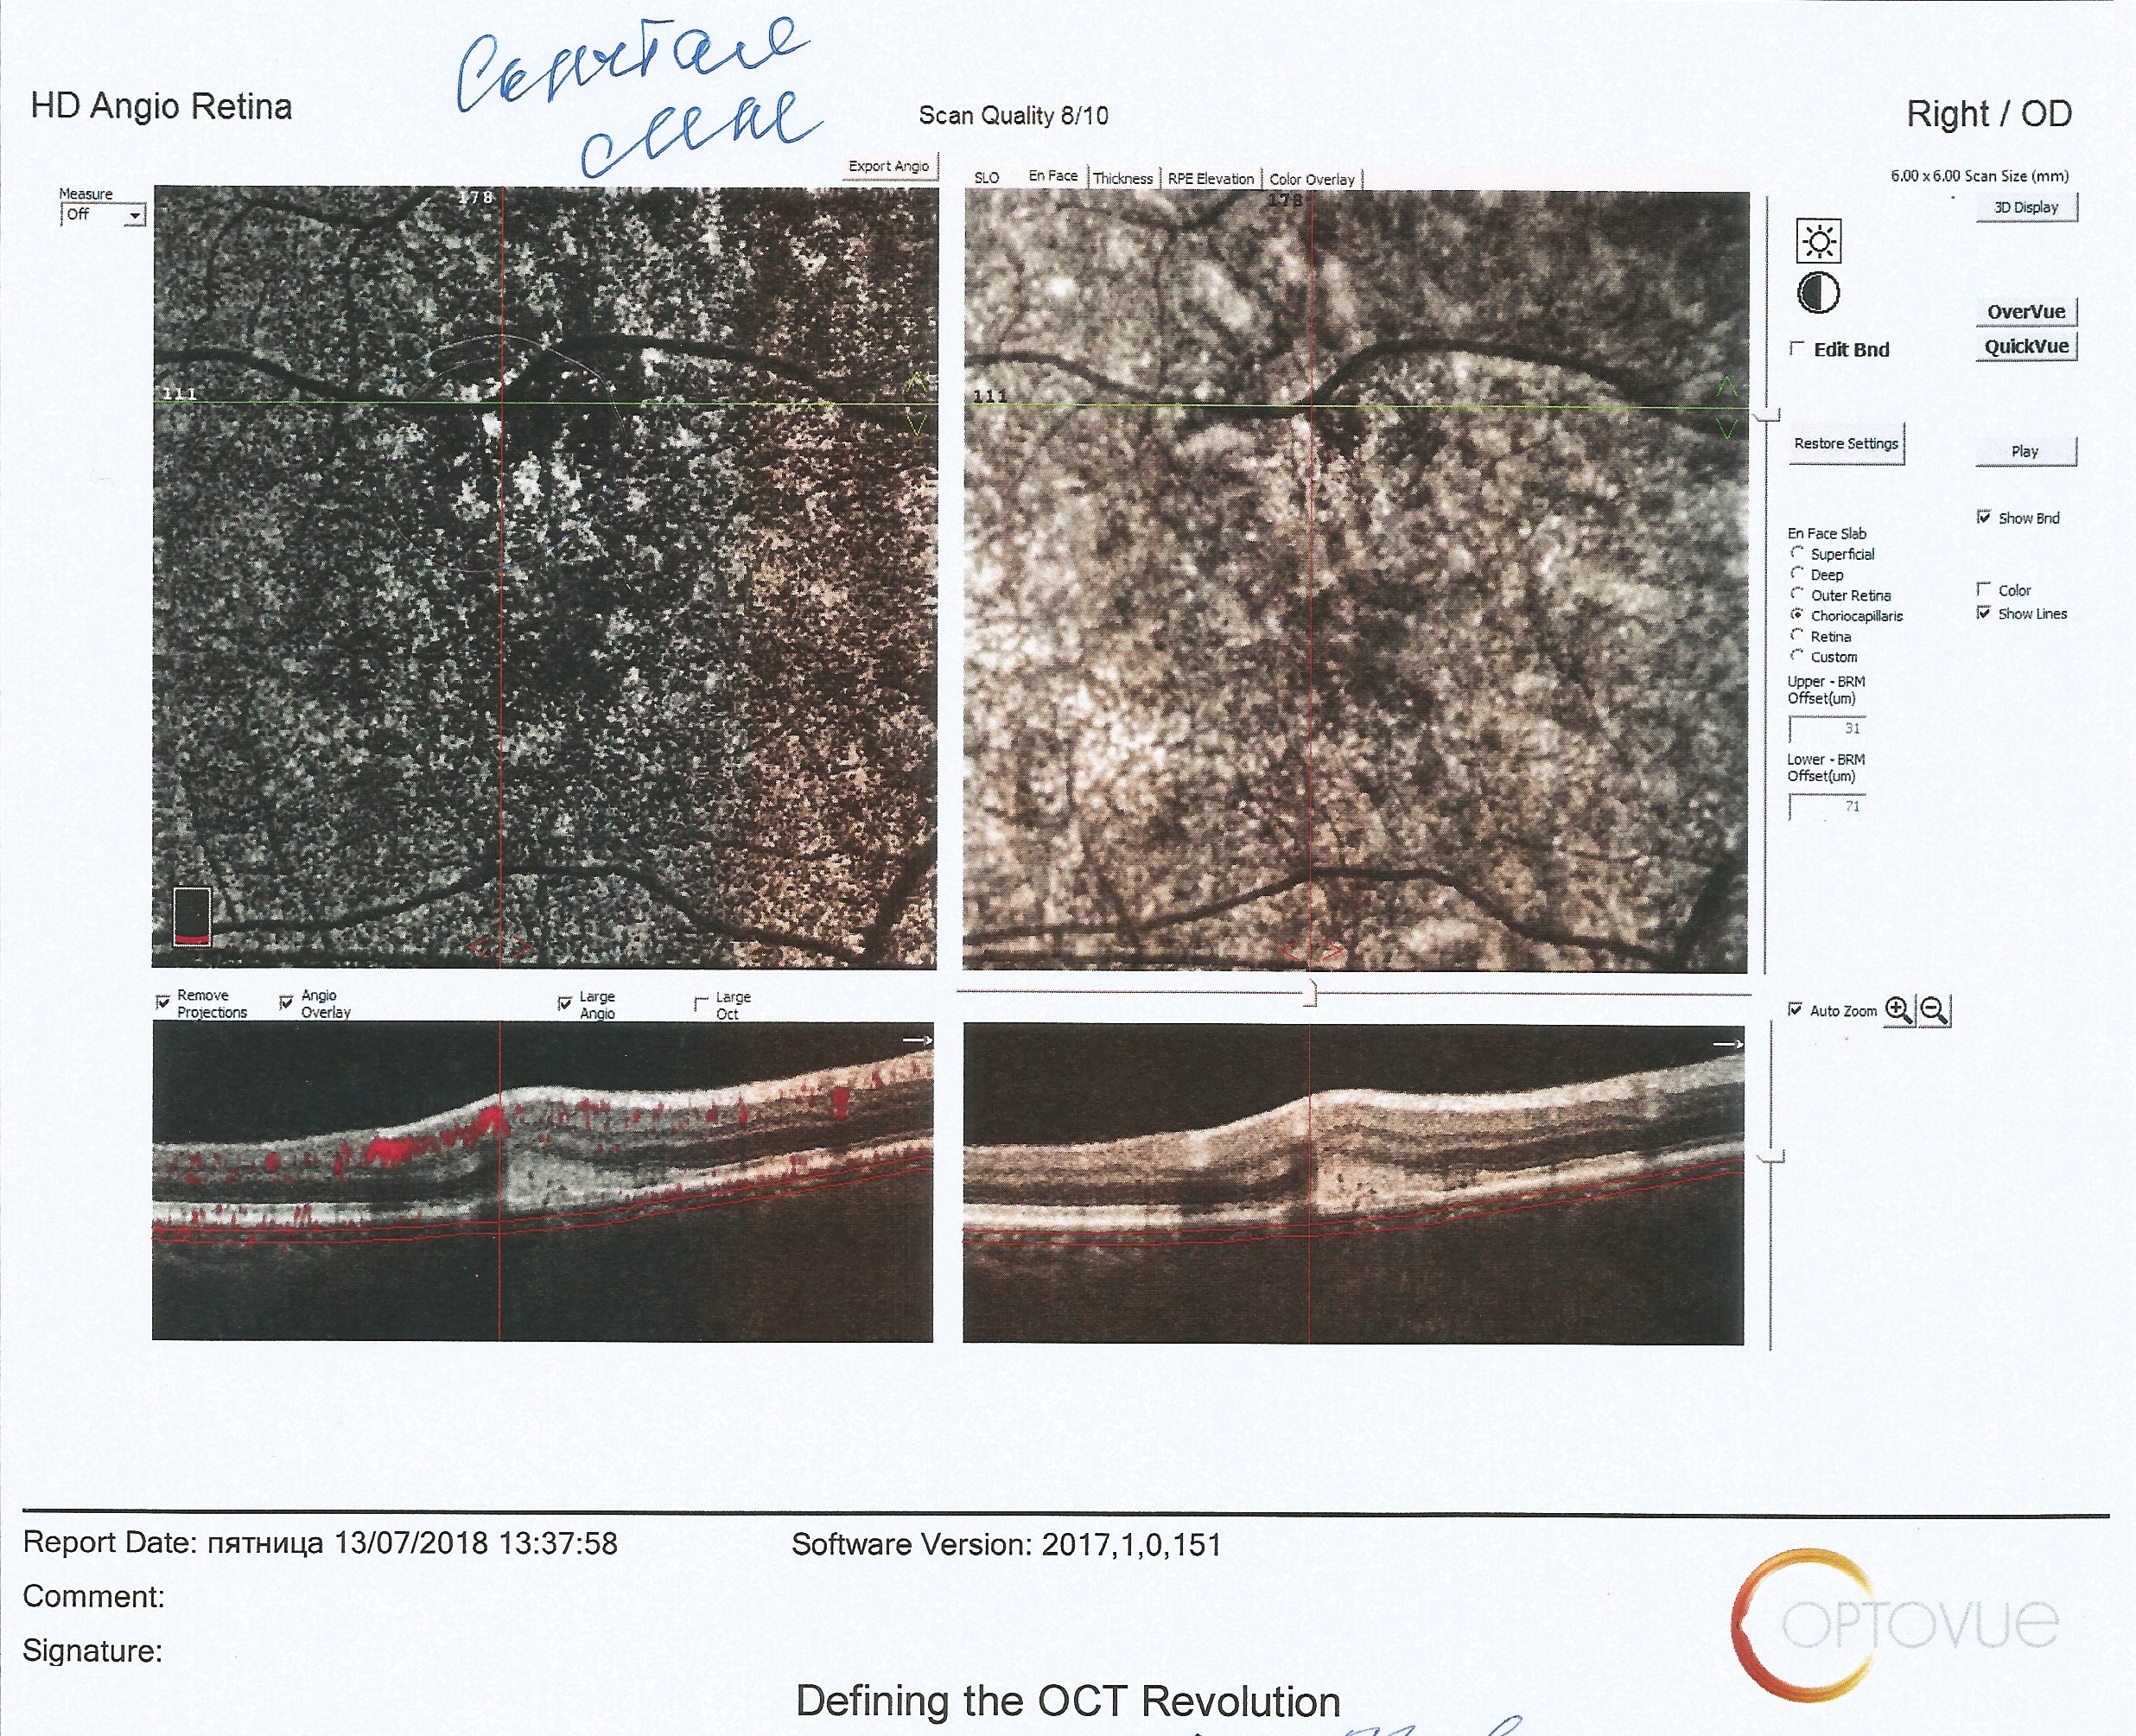 HD Angio Retina
Scan Quality 8/10
Right / OD
6.00 x 6.00 Scan Size (mm)
Measure
Off
Export Angio
SLO En Face Thickness RPE Elevation Color Overlay
3D Display
178
178
OverVue
QuickVue
Edit Bnd
111
111
Restore Settings
Play
Show Bnd
En Face Slab
Superficial
Deep
Outer Retina
Choriocapillaris
Retina
Custom
Color
Show Lines
Upper - BRM
Offset(um)
31
Lower - BRM
Offset(um)
71
Remove
Projections
Angio
Overlay
Large
Angio
Large
Oct
Auto Zoom
Report Date: пятница 13/07/2018 13:37:58
Software Version: 2017,1,0,151
Comment:
Signature:
OPTOVUE
Defining the OCT Revolution